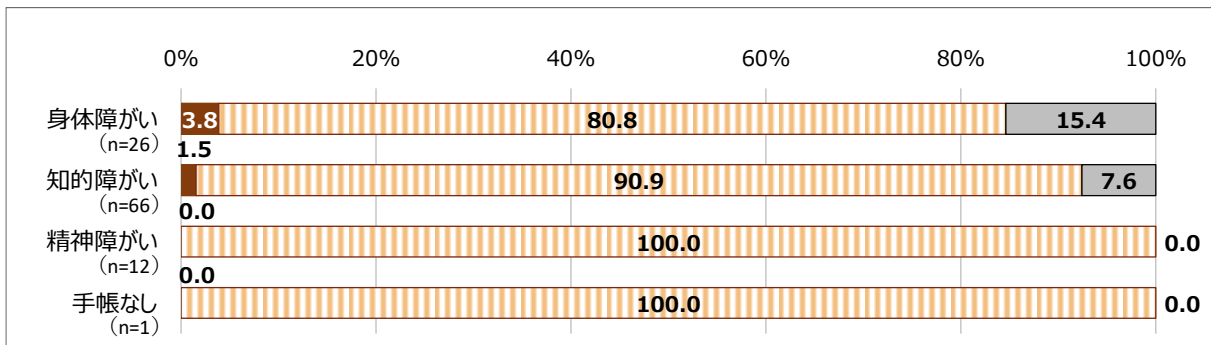 0% 20% 40% 60% 80% 100%
身体障がい
（n=26）
3.8 80.8 15.4
1.5
知的障がい
（n=66）
90.9 7.6
0.0
精神障がい
（n=12）
100.0 0.0
0.0
手帳なし
（n=1）
100.0 0.0